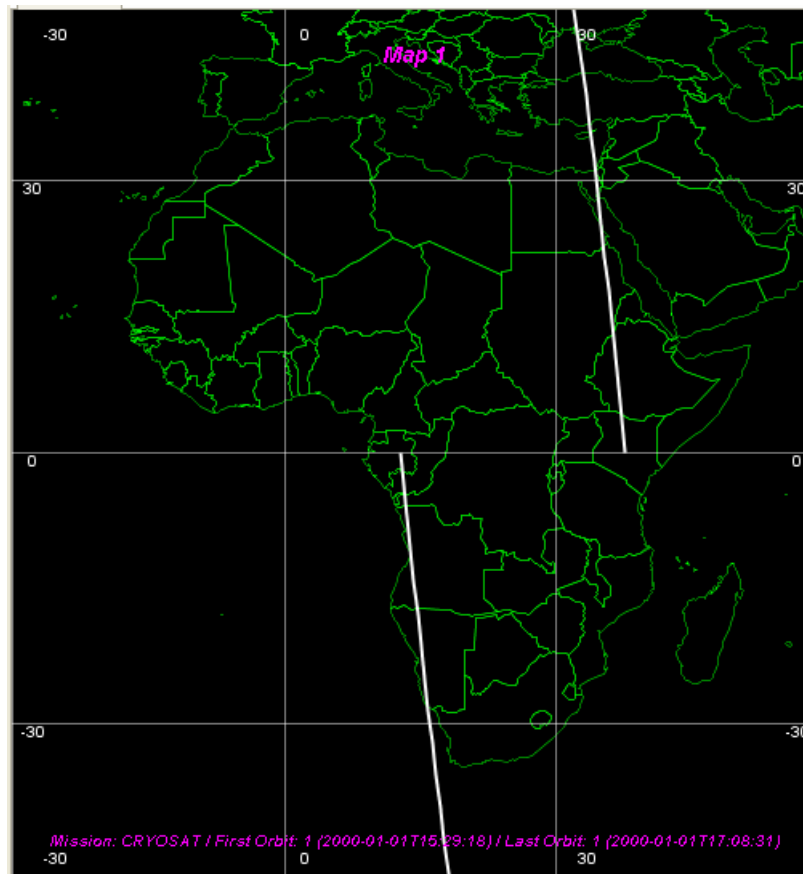 -30 0 30
Map 1
30 30
0 0
-30 -30
Mission: CRYOSAT / First Orbit: 1 (2000-01-01T15:29:18) / Last Orbit: 1 (2000-01-01T17:08:31)
-30 0 30